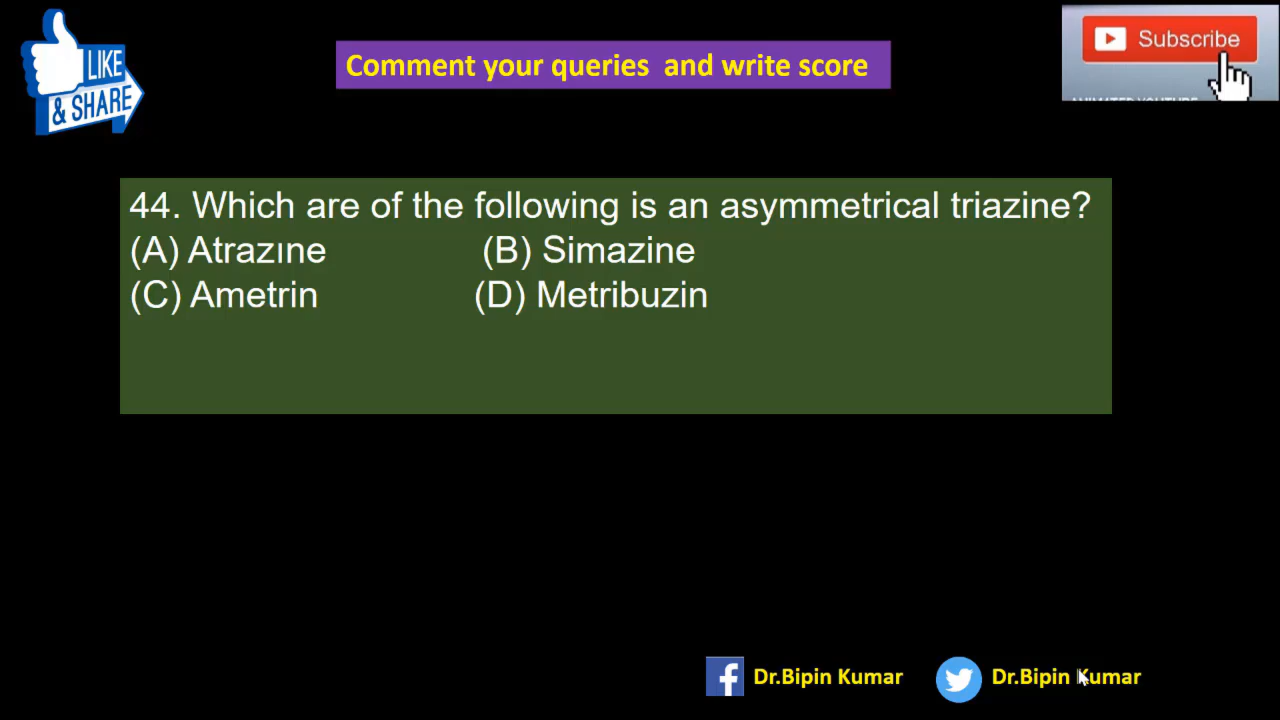 LIKE
& SHARE
Comment your queries and write score
Subscribe
44. Which are of the following is an asymmetrical triazine?
(A) Atrazıne (B) Simazine
(C) Ametrin (D) Metribuzin
Dr.Bipin Kumar Dr.Bipin Kumar